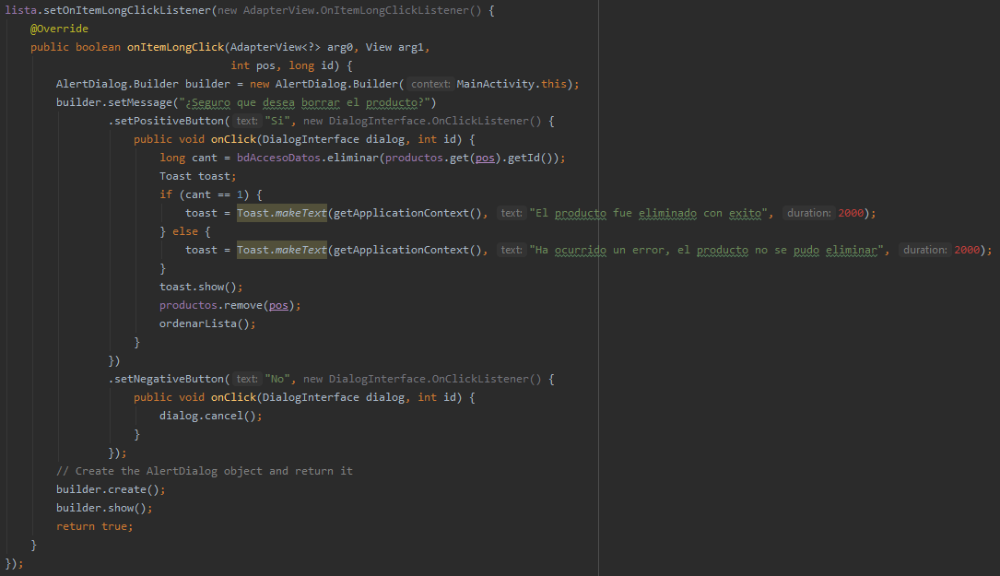 lista.setOnItemLongClickListener(new AdapterView.OnItemLongClickListener() {
@Override
public boolean onItemLongClick(AdapterView<?> arg0, View arg1,
int pos, long id) {
AlertDialog.Builder builder = new AlertDialog.Builder( context: MainActivity.this);
builder.setMessage("¿Seguro que desea borrar el producto?")
.setPositiveButton( text: "Si", new DialogInterface.OnClickListener() {
public void onClick(DialogInterface dialog, int id) {
long cant = bdAccesoDatos.eliminar(productos.get(pos).getId());
Toast toast;
if (cant == 1) {
toast = Toast.makeText(getApplicationContext(), text: "El producto fue eliminado con exito", duration: 2000);
} else {
toast = Toast.makeText(getApplicationContext(), text: "Ha ocurrido un error, el producto no se pudo eliminar", duration: 2000);
}
toast.show();
productos.remove(pos);
ordenarLista();
}
})
.setNegativeButton( text: "No", new DialogInterface.OnClickListener() {
public void onClick(DialogInterface dialog, int id) {
dialog.cancel();
}
});
// Create the AlertDialog object and return it
builder.create();
builder.show();
return true;
}
});